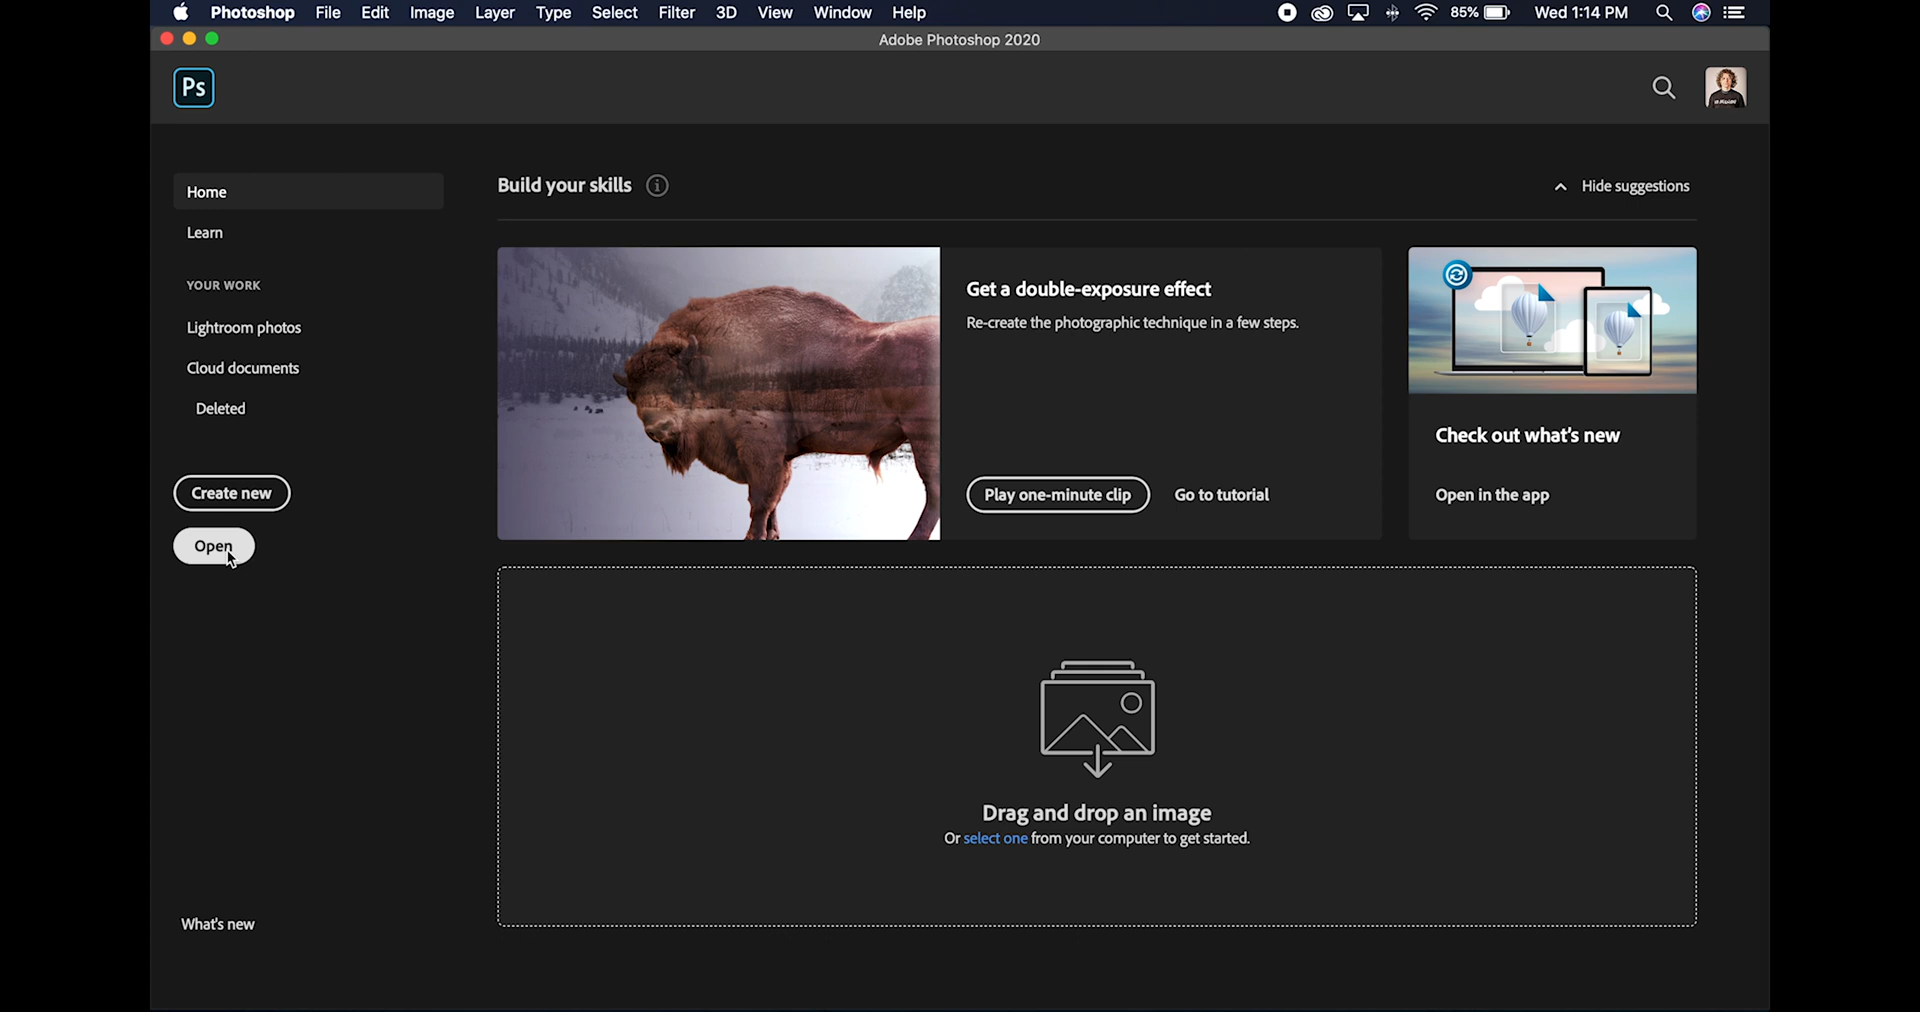 Photoshop File Edit Image Layer Type Select Filter 3D View Window Help 85% Wed 1:14 PM
Adobe Photoshop 2020
Ps
Home
Learn
YOUR WORK
Lightroom photos
Cloud documents
Deleted
Create new
Open
What's new
Build your skills
Hide suggestions
Get a double-exposure effect
Re-create the photographic technique in a few steps.
Play one-minute clip Go to tutorial
Check out what's new
Open in the app
Drag and drop an image
Or select one from your computer to get started.